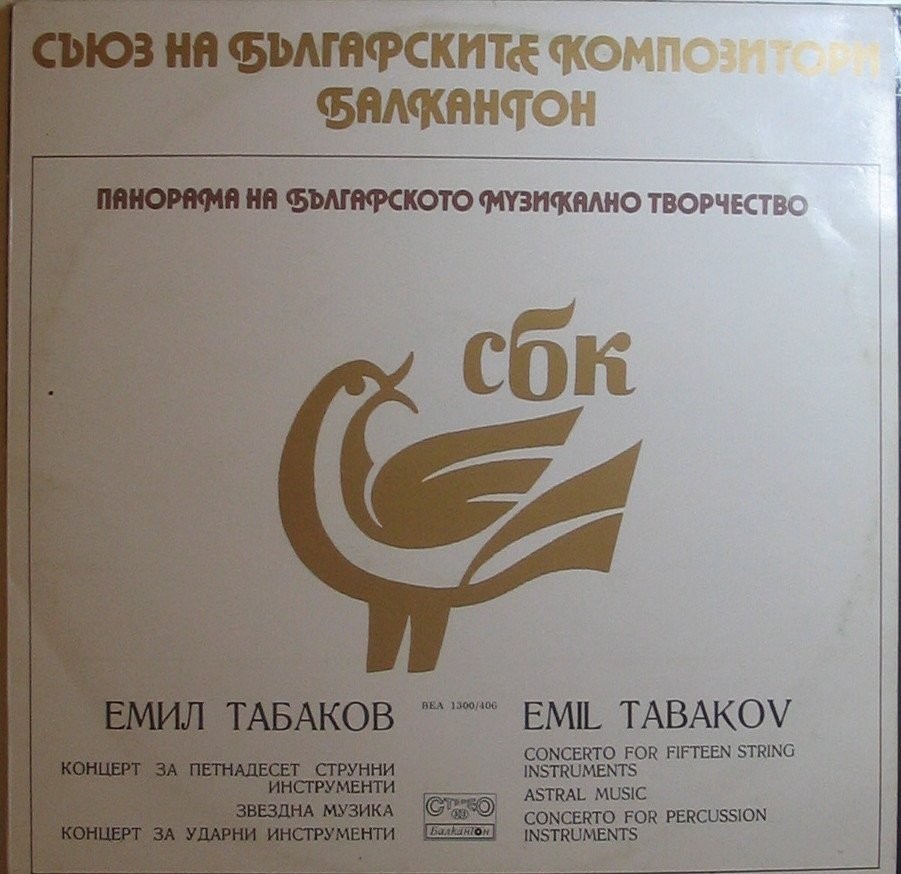 СЪЮЗ НА БЪЛГАРСКИТЕ КОМПОЗИТОРИ
БАЛКАНТОН
ПАНОРАМА НА БЪЛГАРСКОТО МУЗИКАЛНО ТВОРЧЕСТВО
сбк
ЕМИЛ ТАБАКОВ
КОНЦЕРТ ЗА ПЕТНАДЕСЕТ СТРУННИ
ИНСТРУМЕНТИ
ЗВЕЗДНА МУЗИКА
КОНЦЕРТ ЗА УДАРНИ ИНСТРУМЕНТИ
ВЕА 1300/406
СТЕРЕО
Балкантон
EMIL TABAKOV
CONCERTO FOR FIFTEEN STRING
INSTRUMENTS
ASTRAL MUSIC
CONCERTO FOR PERCUSSION
INSTRUMENTS